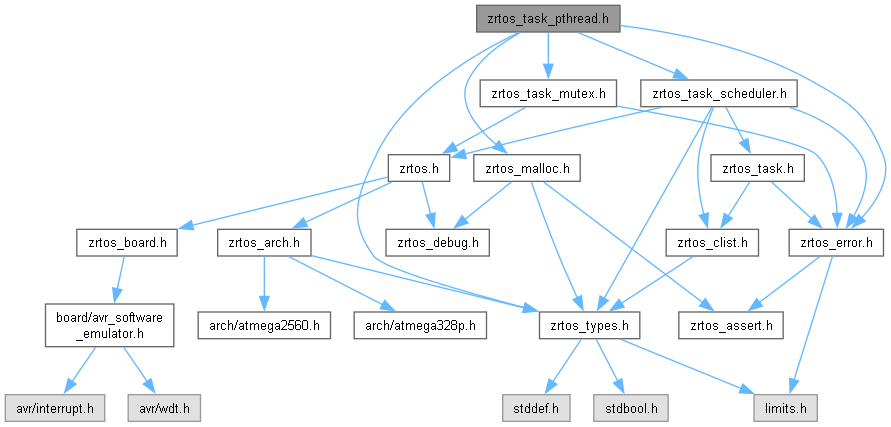 zrtos_task_pthread.h
zrtos_task_mutex.h
zrtos_task_scheduler.h
zrtos.h
zrtos_malloc.h
zrtos_task.h
zrtos_board.h
zrtos_arch.h
zrtos_debug.h
zrtos_clist.h
zrtos_error.h
board/avr_software
_emulator.h
arch/atmega2560.h
arch/atmega328p.h
zrtos_types.h
zrtos_assert.h
avr/interrupt.h
avr/wdt.h
stddef.h
stdbool.h
limits.h